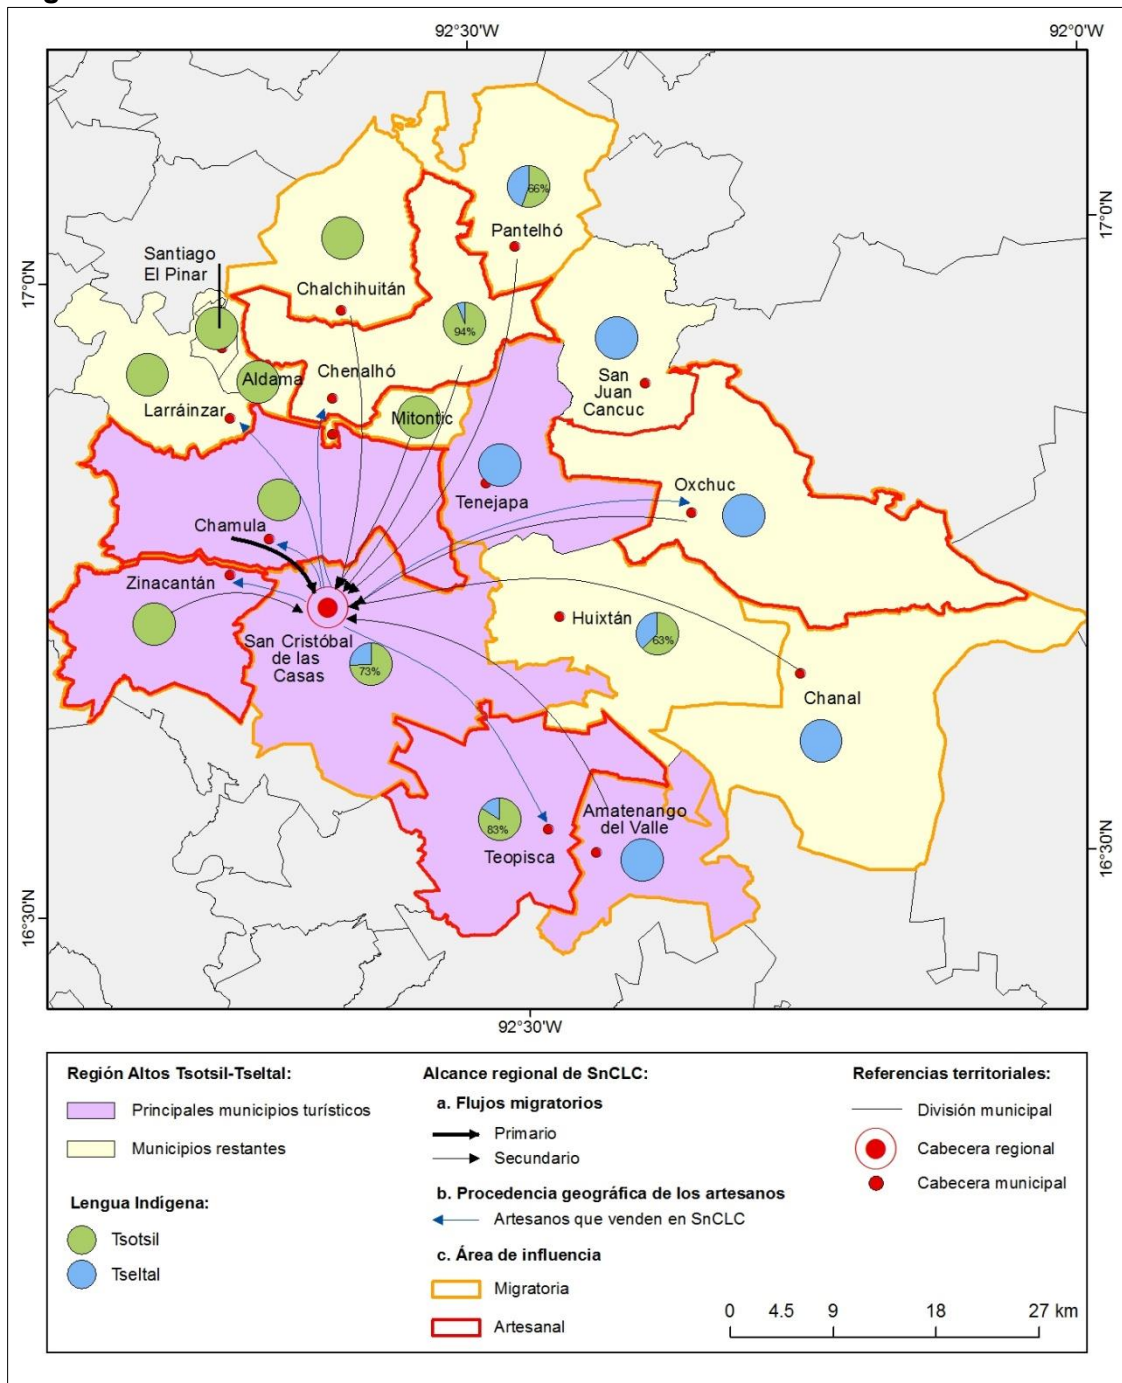 92°30'W
92°0'W
17°0'N
17°0'N
66%
Pantelhó
Santiago
El Pinar
Chalchihuitán
94%
Aldama
Chenalhó
San
Juan
Cancuc
Larráinzar
Mitontic
Oxchuc
Tenejapa
Chamula
Zinacantán
Huixtán
63%
San Cristóbal
de las
Casas
73%
Chanal
Amatenango
del Valle
83%
Teopisca
16°30'N
16°30'N
92°30'W
Región Altos Tsotsil-Tseltal:
Principales municipios turísticos
Municipios restantes
Lengua Indígena:
Tsotsil
Tseltal
Alcance regional de SnCLC:
a. Flujos migratorios
Primario
Secundario
b. Procedencia geográfica de los artesanos
Artesanos que venden en SnCLC
c. Área de influencia
Migratoria
Artesanal
Referencias territoriales:
División municipal
Cabecera regional
Cabecera municipal
0 4.5 9 18 27 km